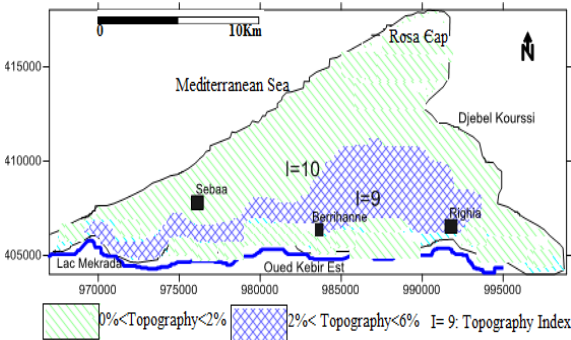 0 10Km
Rosa Cap
N
415000
Mediterranean Sea
Djebel Kourssi
410000
I=10
Sebaa
I=9
Berrihanne
Righia
405000
Lac Mekrada
Oued Kebir Est
970000 975000 980000 985000 990000 995000
0%<Topography<2% 2%< Topography<6% I= 9: Topography Index